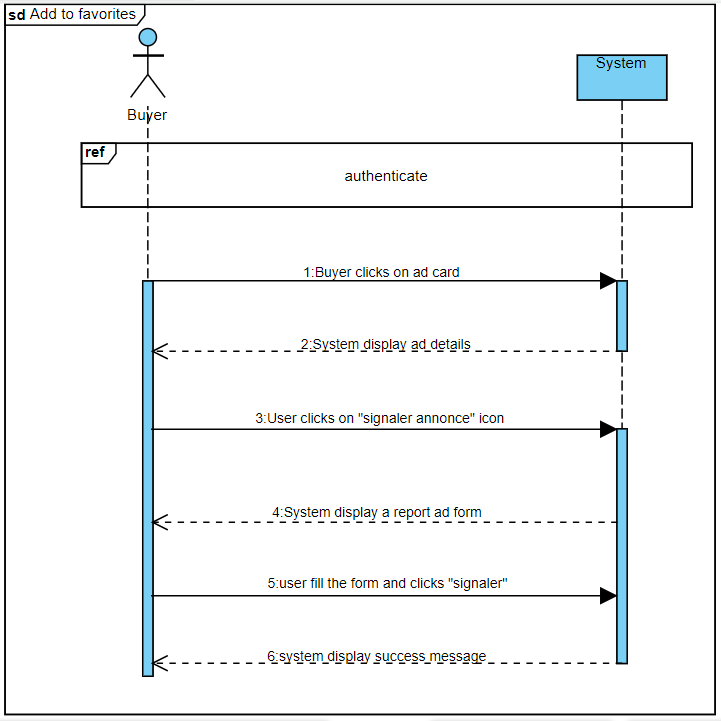 sd Add to favorites
Buyer
System
ref
authenticate
1:Buyer clicks on ad card
2:System display ad details
3:User clicks on "signaler annonce" icon
4:System display a report ad form
5:user fill the form and clicks "signaler"
6:system display success message